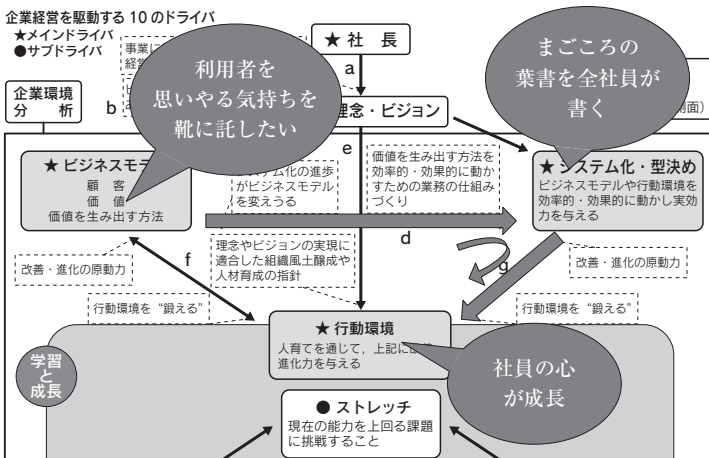 企業経営を駆動する10のドライバ
★メインドライバ
●サブドライバ
★社長
事業に
経営
a
b
理念・ビジョン
企業環境
分析
利用者を
思いやる気持ちを
靴に託したい
まごころの
葉書を全社員が
書く
面）
★ビジネスモデ
顧客
価値
価値を生み出す方法
ステム化の進歩
がビジネスモデル
を変えうる
e
価値を生み出す方法を
効率的・効果的に動か
すための業務の仕組み
づくり
★システム化・型決め
ビジネスモデルや行動環境を
効率的・効果的に動かし実効
力を与える
d
改善・進化の原動力
f
理念やビジョンの実現に
適合した組織風土醸成や
人材育成の指針
g
改善・進化の原動力
行動環境を“鍛える”
行動環境を“鍛える”
★行動環境
人育てを通じて，上記に
進化力を与える
社員の心
が成長
学習
と
成長
●ストレッチ
現在の能力を上回る課題
に挑戦すること